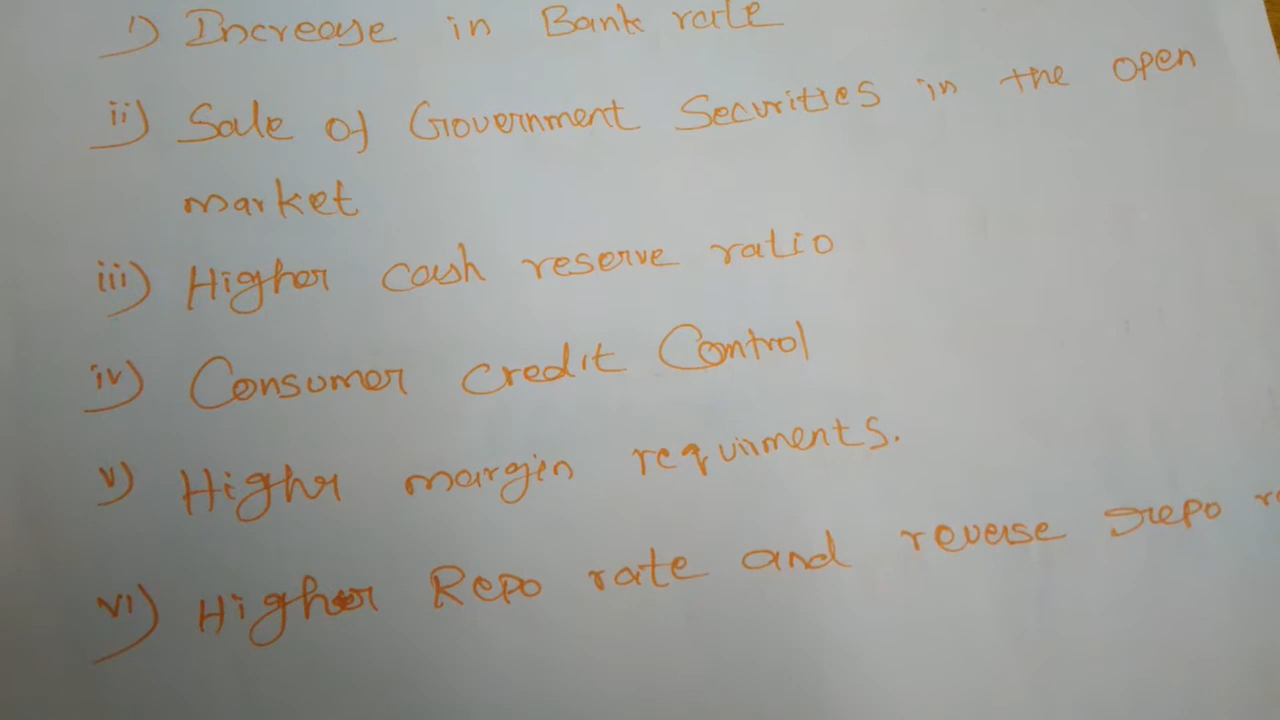 i) Increase in Bank rate
ii) Sale of Government Securities in the open
market
iii) Higher cash reserve ratio
iv) Consumer credit Control
v) Highr margin requirments.
vi) Higher Repo rate and reverse repo